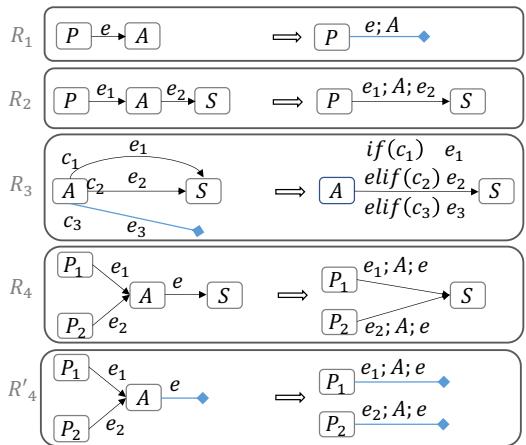 R₁ P e A ⇒ P e; A
R₂ P e₁ A e₂ S ⇒ P e₁; A; e₂ S
c₁ e₁ if(c₁) e₁
R₃ A c₂ e₂ S ⇒ A elif(c₂) e₂ S
c₃ e₃ elif(c₃) e₃
P₁ e₁ e₁; A; e
R₄ A e S ⇒ P₁ S
P₂ e₂ P₂ e₂; A; e
P₁ e₁ e₁; A; e
R'₄ A e ⇒ P₁
P₂ e₂ P₂ e₂; A; e